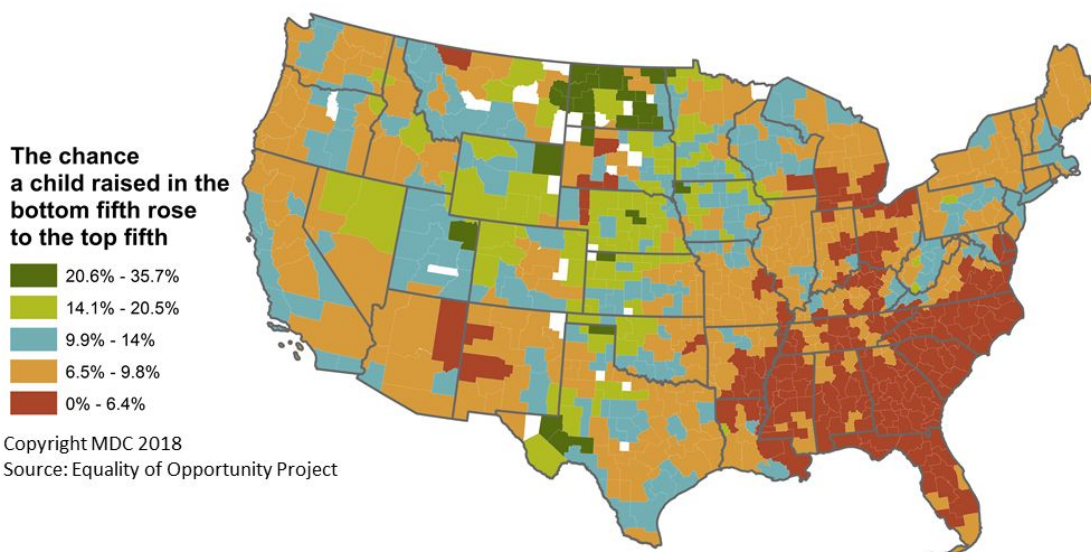 The chance
a child raised in the
bottom fifth rose
to the top fifth
20.6% - 35.7%
14.1% - 20.5%
9.9% - 14%
6.5% - 9.8%
0% - 6.4%
Copyright MDC 2018
Source: Equality of Opportunity Project